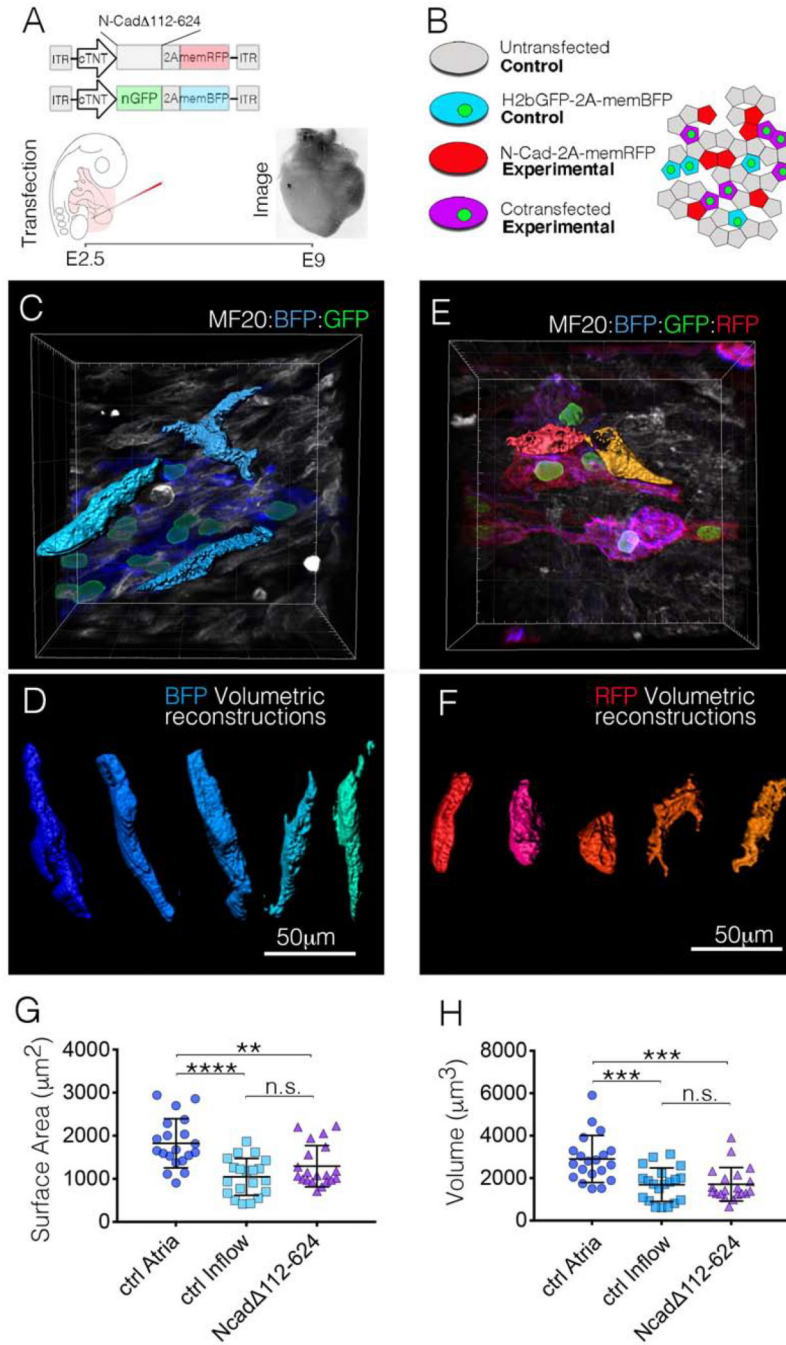 A
N-CadΔ112-624
ITR
cTNT
2A
memRFP
ITR
ITR
cTNT
nGFP
2A
memBFP
ITR
Transfection
Image
E2.5
E9
B
Untransfected
Control
H2bGFP-2A-memBFP
Control
N-Cad-2A-memRFP
Experimental
Cotransfected
Experimental
C
MF20:BFP:GFP
E
MF20:BFP:GFP:RFP
D
BFP Volumetric
reconstructions
50μm
F
RFP Volumetric
reconstructions
50μm
G
Surface Area (μm²)
4000
3000
2000
1000
0
**
****
n.s.
ctrl Atria
ctrl Inflow
NcadΔ112-624
H
Volume (μm³)
8000
6000
4000
2000
0
***
***
n.s.
ctrl Atria
ctrl Inflow
NcadΔ112-624